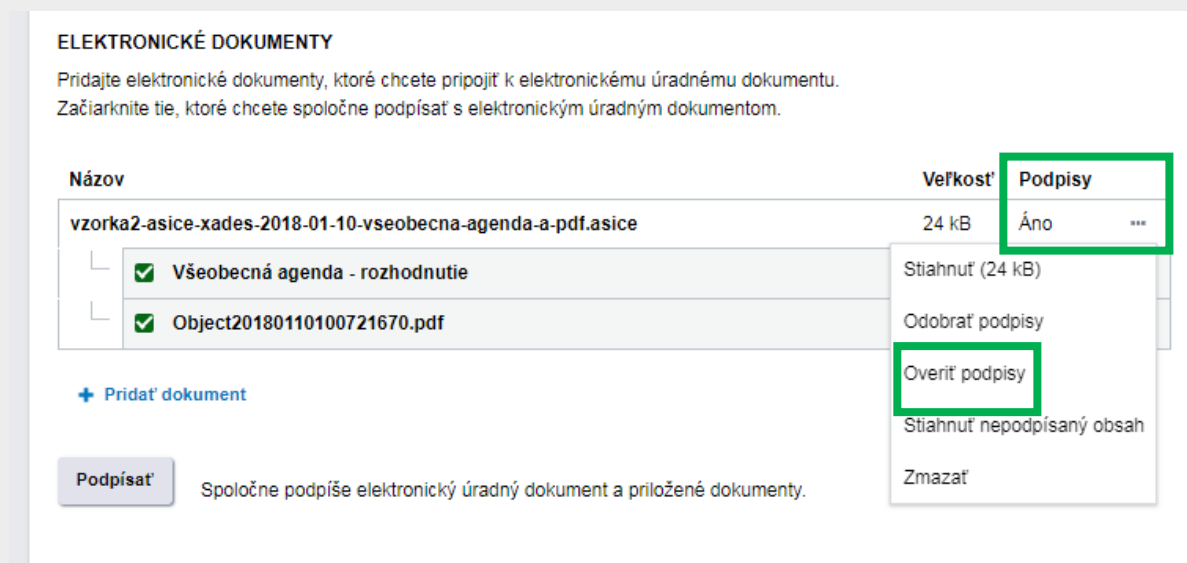 ELEKTRONICKÉ DOKUMENTY
Pridajte elektronické dokumenty, ktoré chcete pripojiť k elektronickému úradnému dokumentu.
Začiarknite tie, ktoré chcete spoločne podpísať s elektronickým úradným dokumentom.
Názov Veľkosť Podpisy
vzorka2-asice-xades-2018-01-10-vseobecna-agenda-a-pdf.asice 24 kB Áno ...
Všeobecná agenda - rozhodnutie
Object20180110100721670.pdf
Stiahnuť (24 kB)
Odobrať podpisy
Overiť podpisy
Stiahnuť nepodpísaný obsah
Zmazať
+ Pridať dokument
Podpísať Spoločne podpíše elektronický úradný dokument a priložené dokumenty.